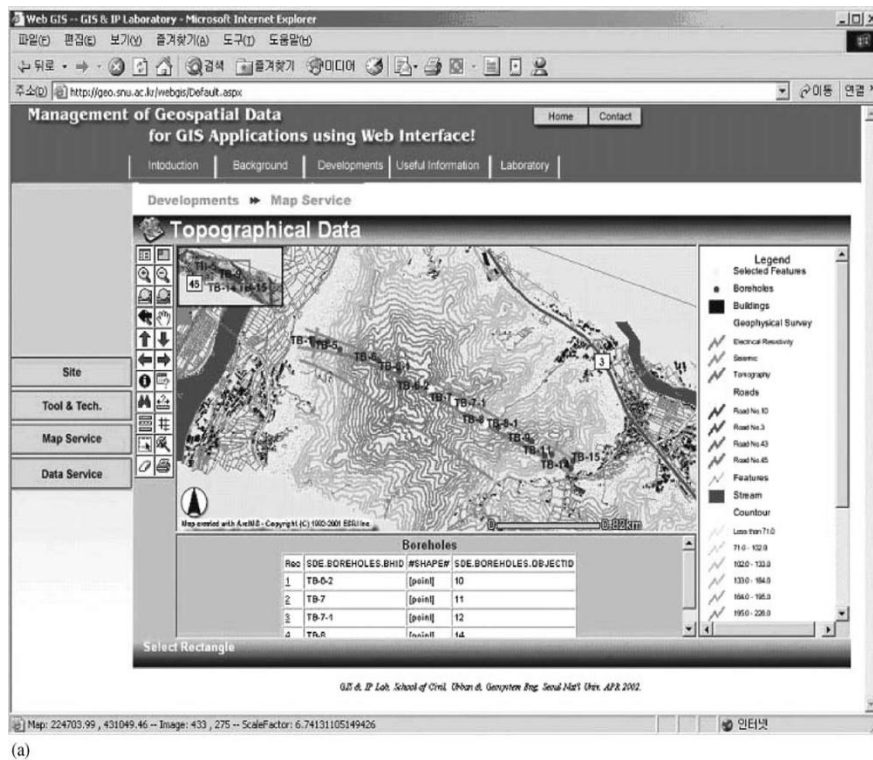 Web GIS -- GIS & IP Laboratory - Microsoft Internet Explorer
파일(F) 편집(E) 보기(V) 즐겨찾기(A) 도구(T) 도움말(H)
뒤로 검색 즐겨찾기 미디어
주소(D) http://geo.snu.ac.kr/webgis/Default.aspx 이동 연결
Management of Geospatial Data
for GIS Applications using Web Interface!
Home Contact
Intoduction Background Developments Useful Information Laboratory
Developments Map Service
Topographical Data
Site
Tool & Tech.
Map Service
Data Service
45
TB-14 TB-15
TB-5
TB-6
TB-7-1
TB-8-1
TB-9
TB-11
TB-14
TB-15
3
0 0.82km
Map created with ArcIMS - Copyright (C) 1992-2001 ESRI Inc.
Legend
Selected Features
Boreholes
Buildings
Geophysical Survey
Electrical Resistivity
Seismic
Tomography
Roads
Road No.10
Road No.3
Road No.43
Road No.45
Features
Stream
Countour
Less than 71.0
71.0 - 102.0
102.0 - 133.0
133.0 - 164.0
164.0 - 195.0
195.0 - 226.0
Boreholes
Rec SDE.BOREHOLES.BHID #SHAPE# SDE.BOREHOLES.OBJECTID
1 TB-6-2 [point] 10
2 TB-7 [point] 11
3 TB-7-1 [point] 12
4 TB-8 [point] 14
Select Rectangle
GIS & IP Lab. School of Civil, Urban & Geosystem Eng. Seoul Nat'l Univ. APR 2002.
Map: 224703.99 , 431049.46 -- Image: 433 , 275 -- ScaleFactor: 6.74131105149426
인터넷
(a)